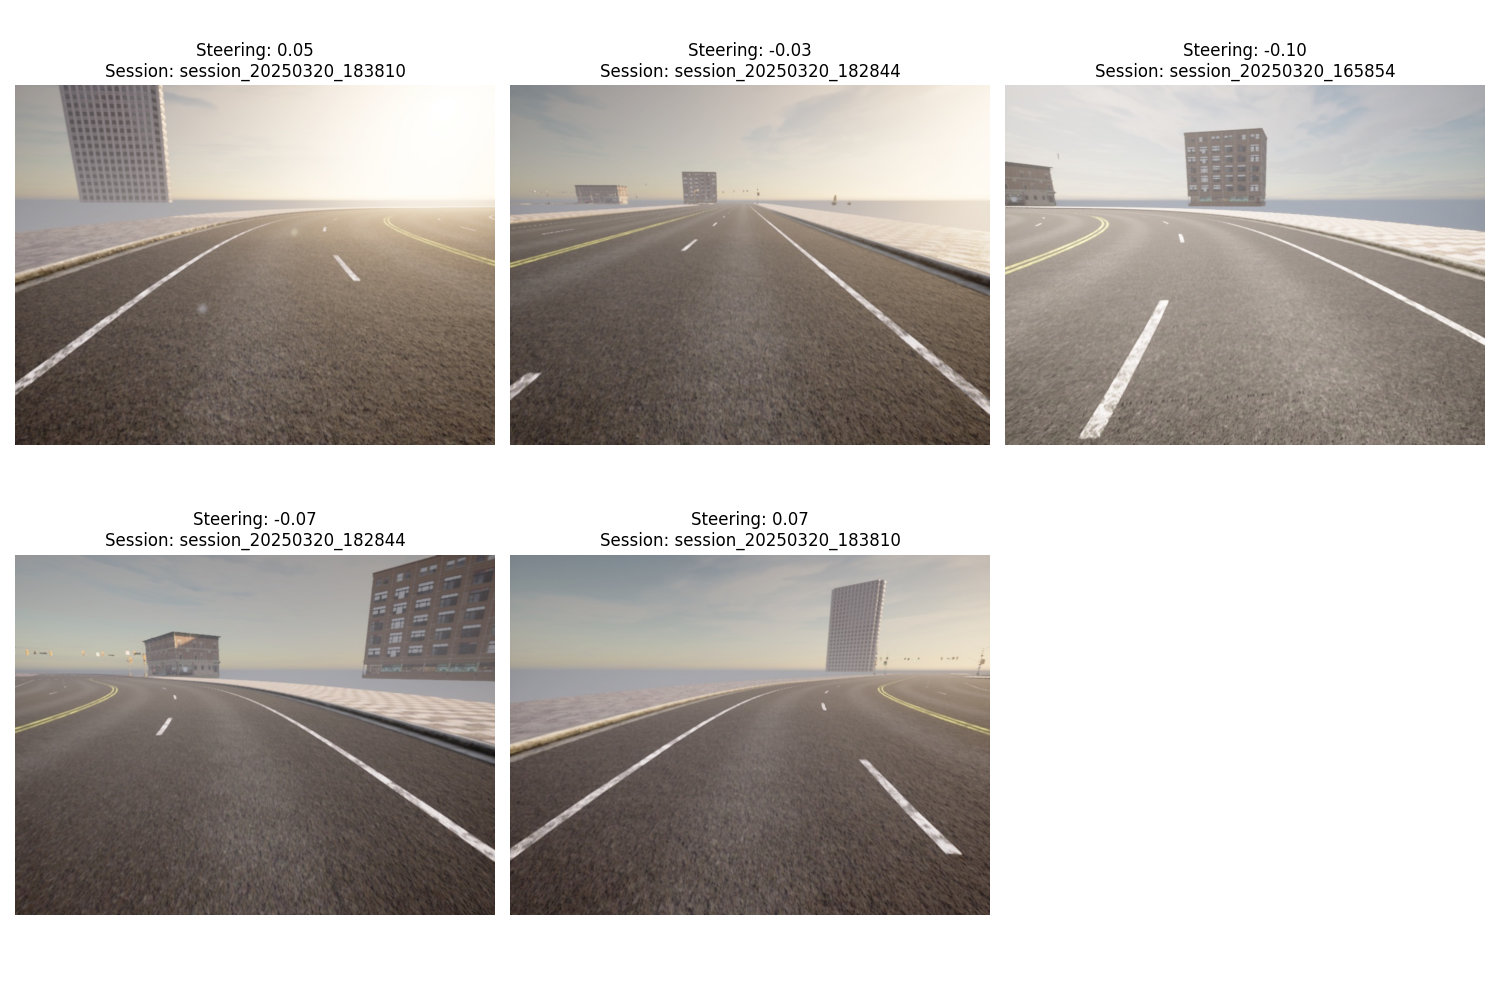 Steering: 0.05
Session: session_20250320_183810
Steering: -0.03
Session: session_20250320_182844
Steering: -0.10
Session: session_20250320_165854
Steering: -0.07
Session: session_20250320_182844
Steering: 0.07
Session: session_20250320_183810